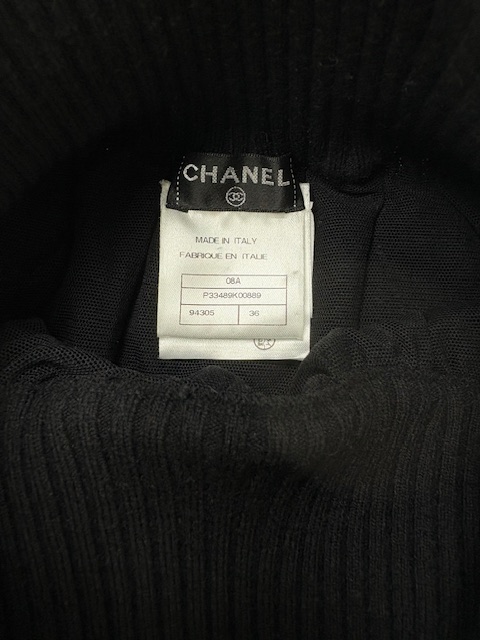 CHANEL
MADE IN ITALY
FABRIQUE EN ITALIE
08A
P33489K00889
94305 36